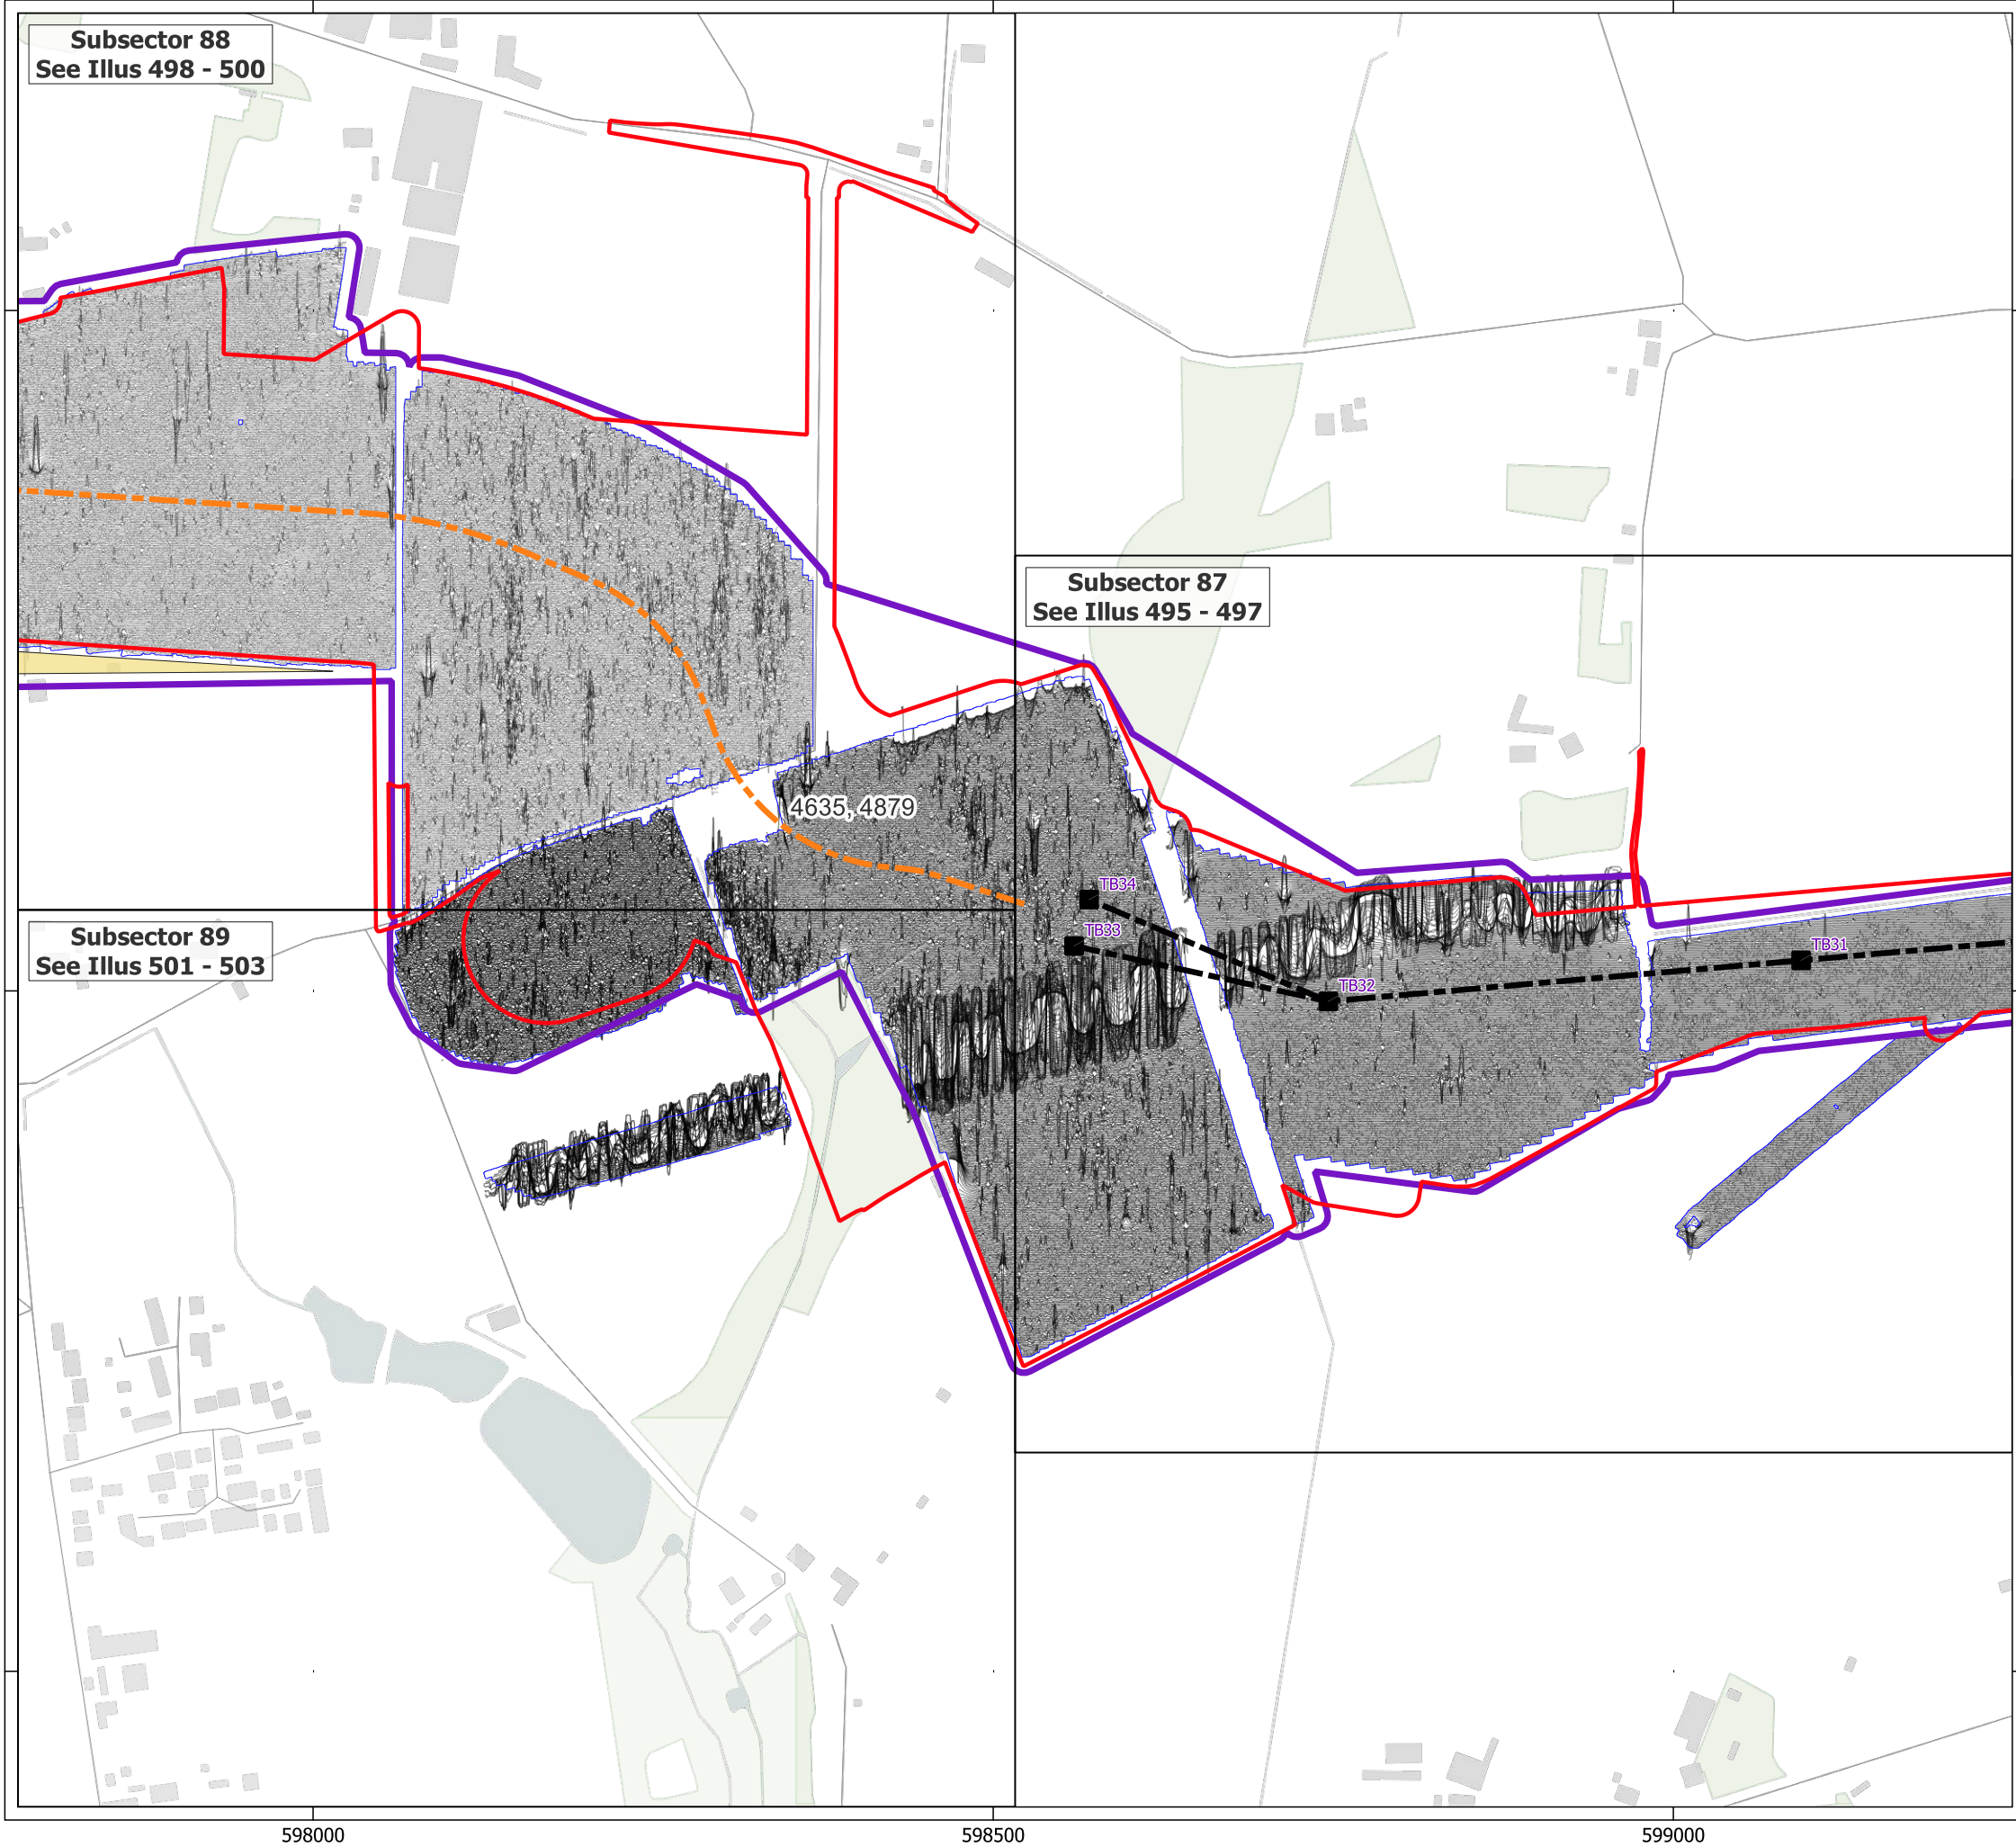 Subsector 88
See Illus 498 - 500
Subsector 87
See Illus 495 - 497
4635, 4879
TB34
TB33
TB31
TB32
Subsector 89
See Illus 501 - 503
598000
598500
599000